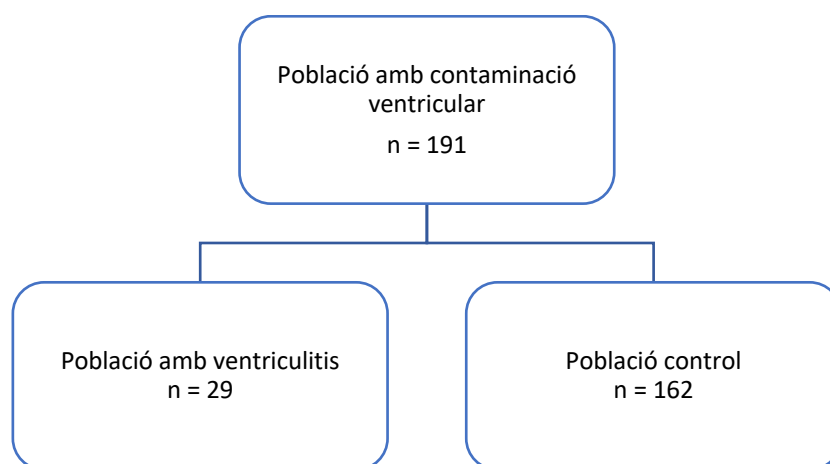 Població amb contaminació
ventricular
n = 191
Població amb ventriculitis
n = 29
Població control
n = 162